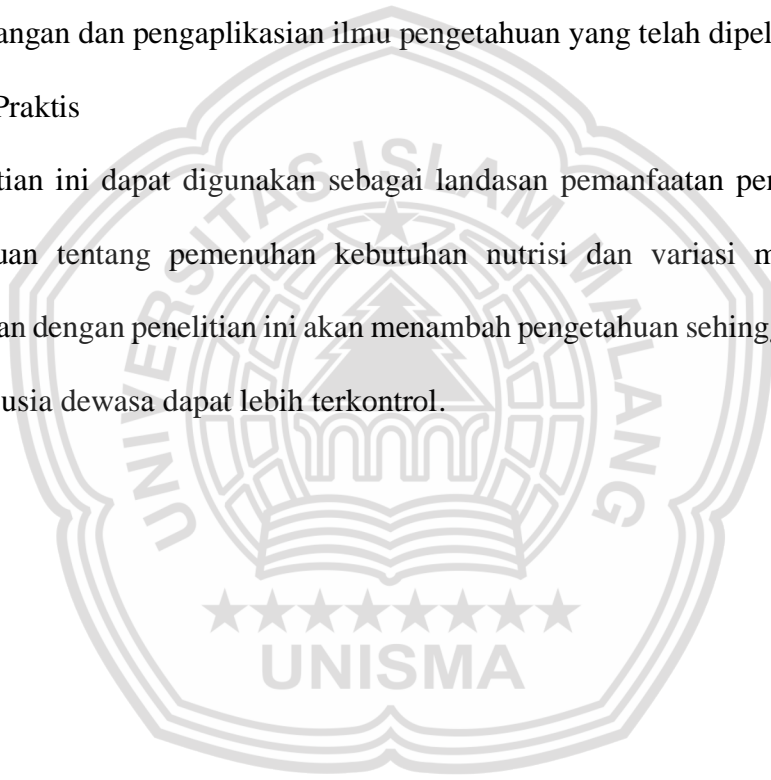 angan dan pengaplikasian ilmu pengetahuan yang telah dipel
Praktis
tian ini dapat digunakan sebagai landasan pemanfaatan per
uan tentang pemenuhan kebutuhan nutrisi dan variasi m
an dengan penelitian ini akan menambah pengetahuan sehingg
usia dewasa dapat lebih terkontrol.
UNIVERSITAS ISLAM MALANG
UNISMA